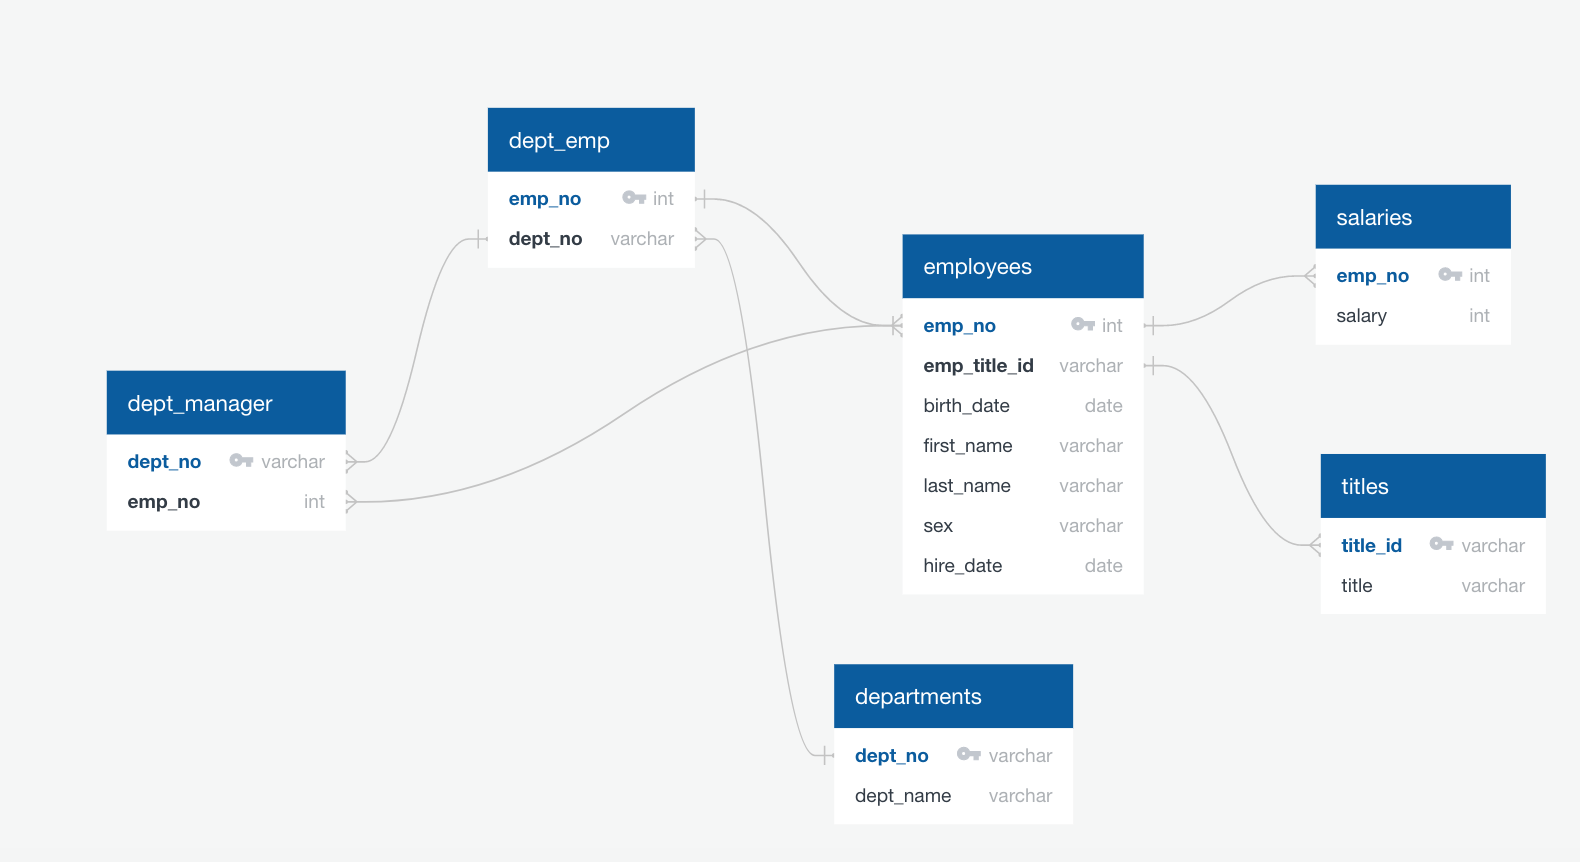 dept_emp
emp_no int
dept_no varchar
salaries
emp_no int
salary int
employees
emp_no int
emp_title_id varchar
birth_date date
first_name varchar
last_name varchar
sex varchar
hire_date date
dept_manager
dept_no varchar
emp_no int
titles
title_id varchar
title varchar
departments
dept_no varchar
dept_name varchar